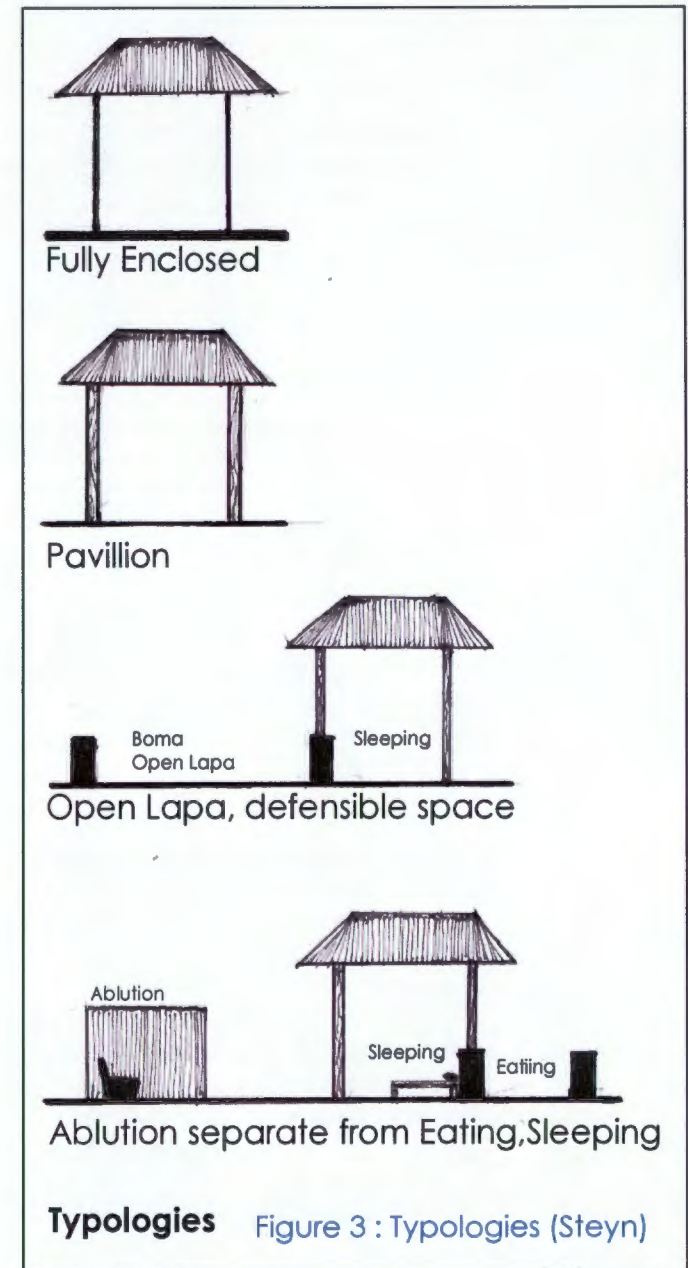 Fully Enclosed
Pavillion
Boma
Open Lapa
Sleeping
Open Lapa, defensible space
Ablution
Sleeping
Eatiing
Ablution separate from Eating,Sleeping
Typologies
Figure 3 : Typologies (Steyn)